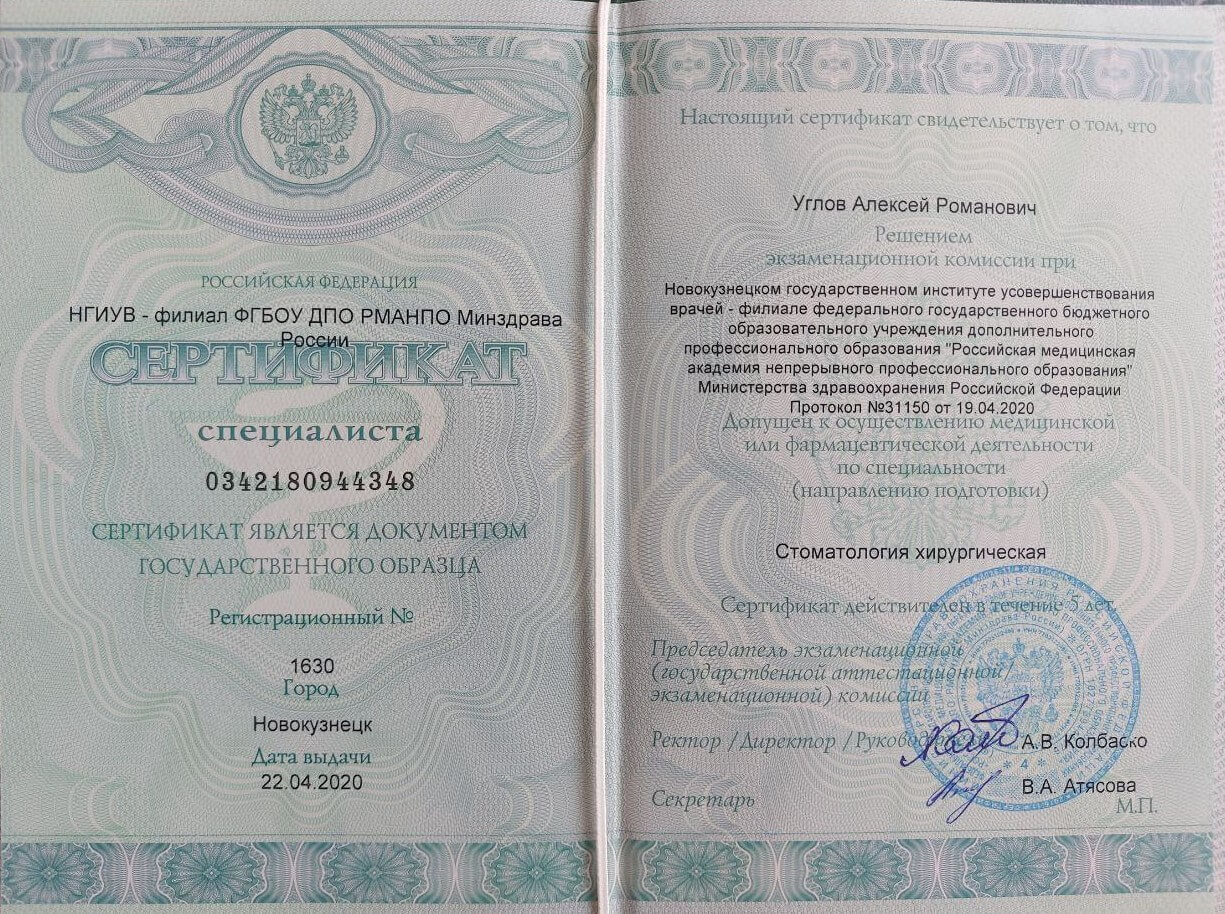 РОССИЙСКАЯ ФЕДЕРАЦИЯ
НГИУВ - филиал ФГБОУ ДПО РМАНПО Минздрава
России
СЕРТИФИКАТ
специалиста
0342180944348
СЕРТИФИКАТ ЯВЛЯЕТСЯ ДОКУМЕНТОМ
ГОСУДАРСТВЕННОГО ОБРАЗЦА
Регистрационный №
1630
Город
Новокузнецк
Дата выдачи
22.04.2020
Настоящий сертификат свидетельствует о том, что
Углов Алексей Романович
Решением
экзаменационной комиссии при
Новокузнецком государственном институте усовершенствования
врачей - филиале федерального государственного бюджетного
образовательного учреждения дополнительного
профессионального образования "Российская медицинская
академия непрерывного профессионального образования"
Министерства здравоохранения Российской Федерации
Протокол №31150 от 19.04.2020
Допущен к осуществлению медицинской
или фармацевтической деятельности
по специальности
(направлению подготовки)
Стоматология хирургическая
Сертификат действителен в течение 5 лет.
Председатель экзаменационной
(государственной аттестационной/
экзаменационной) комиссии
Ректор /Директор /Руководитель А.В. Колбаско
Секретарь В.А. Атясова
М.П.